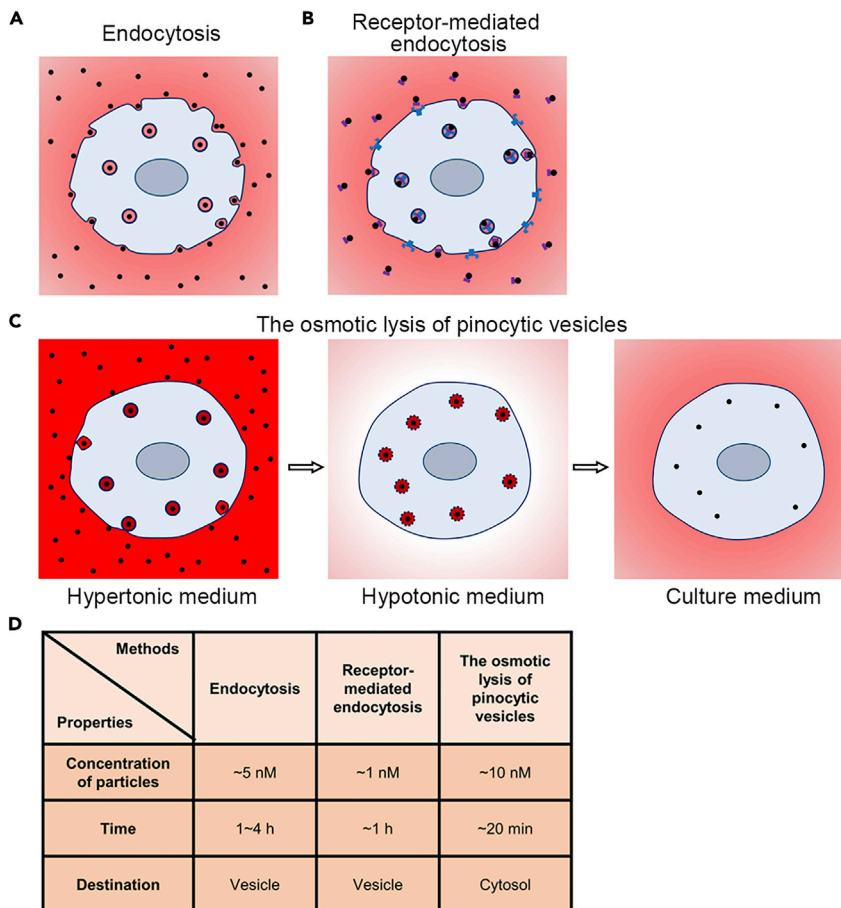 A
Endocytosis
B
Receptor-mediated
endocytosis
C
The osmotic lysis of pinocytic vesicles
Hypertonic medium
Hypotonic medium
Culture medium
D
Methods
Properties
Endocytosis
Receptor-
mediated
endocytosis
The osmotic
lysis of
pinocytic
vesicles
Concentration
of particles
~5 nM
~1 nM
~10 nM
Time
1~4 h
~1 h
~20 min
Destination
Vesicle
Vesicle
Cytosol